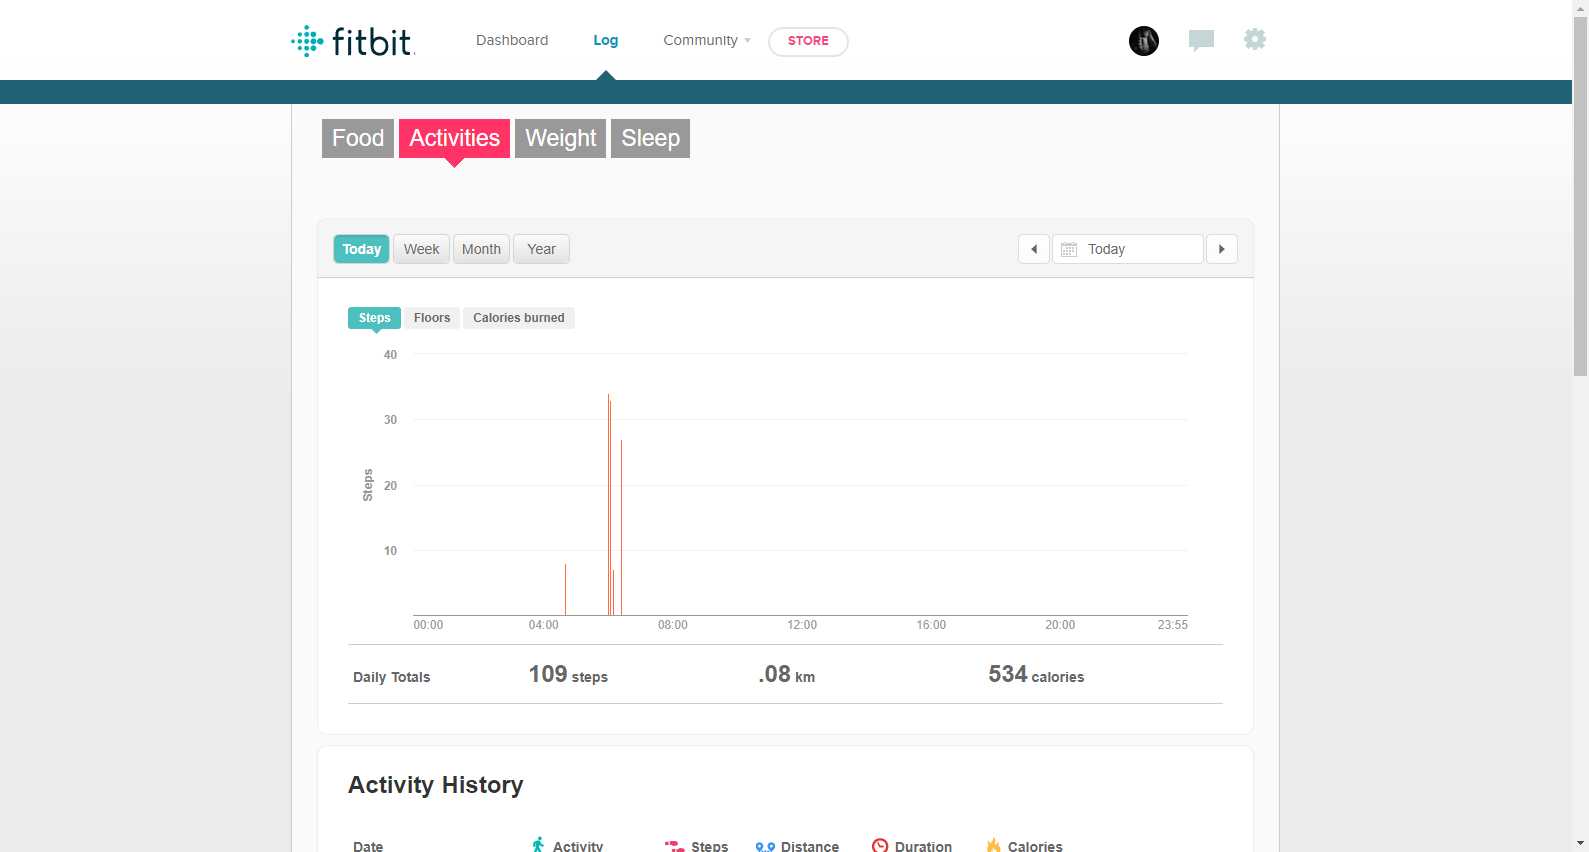 fitbit Dashboard Log Community STORE
Food Activities Weight Sleep
Today Week Month Year Today
Steps Floors Calories burned
40
30
20
10
Steps
00:00 04:00 08:00 12:00 16:00 20:00 23:55
Daily Totals 109 steps .08 km 534 calories
Activity History
Date Activity Steps Distance Duration Calories